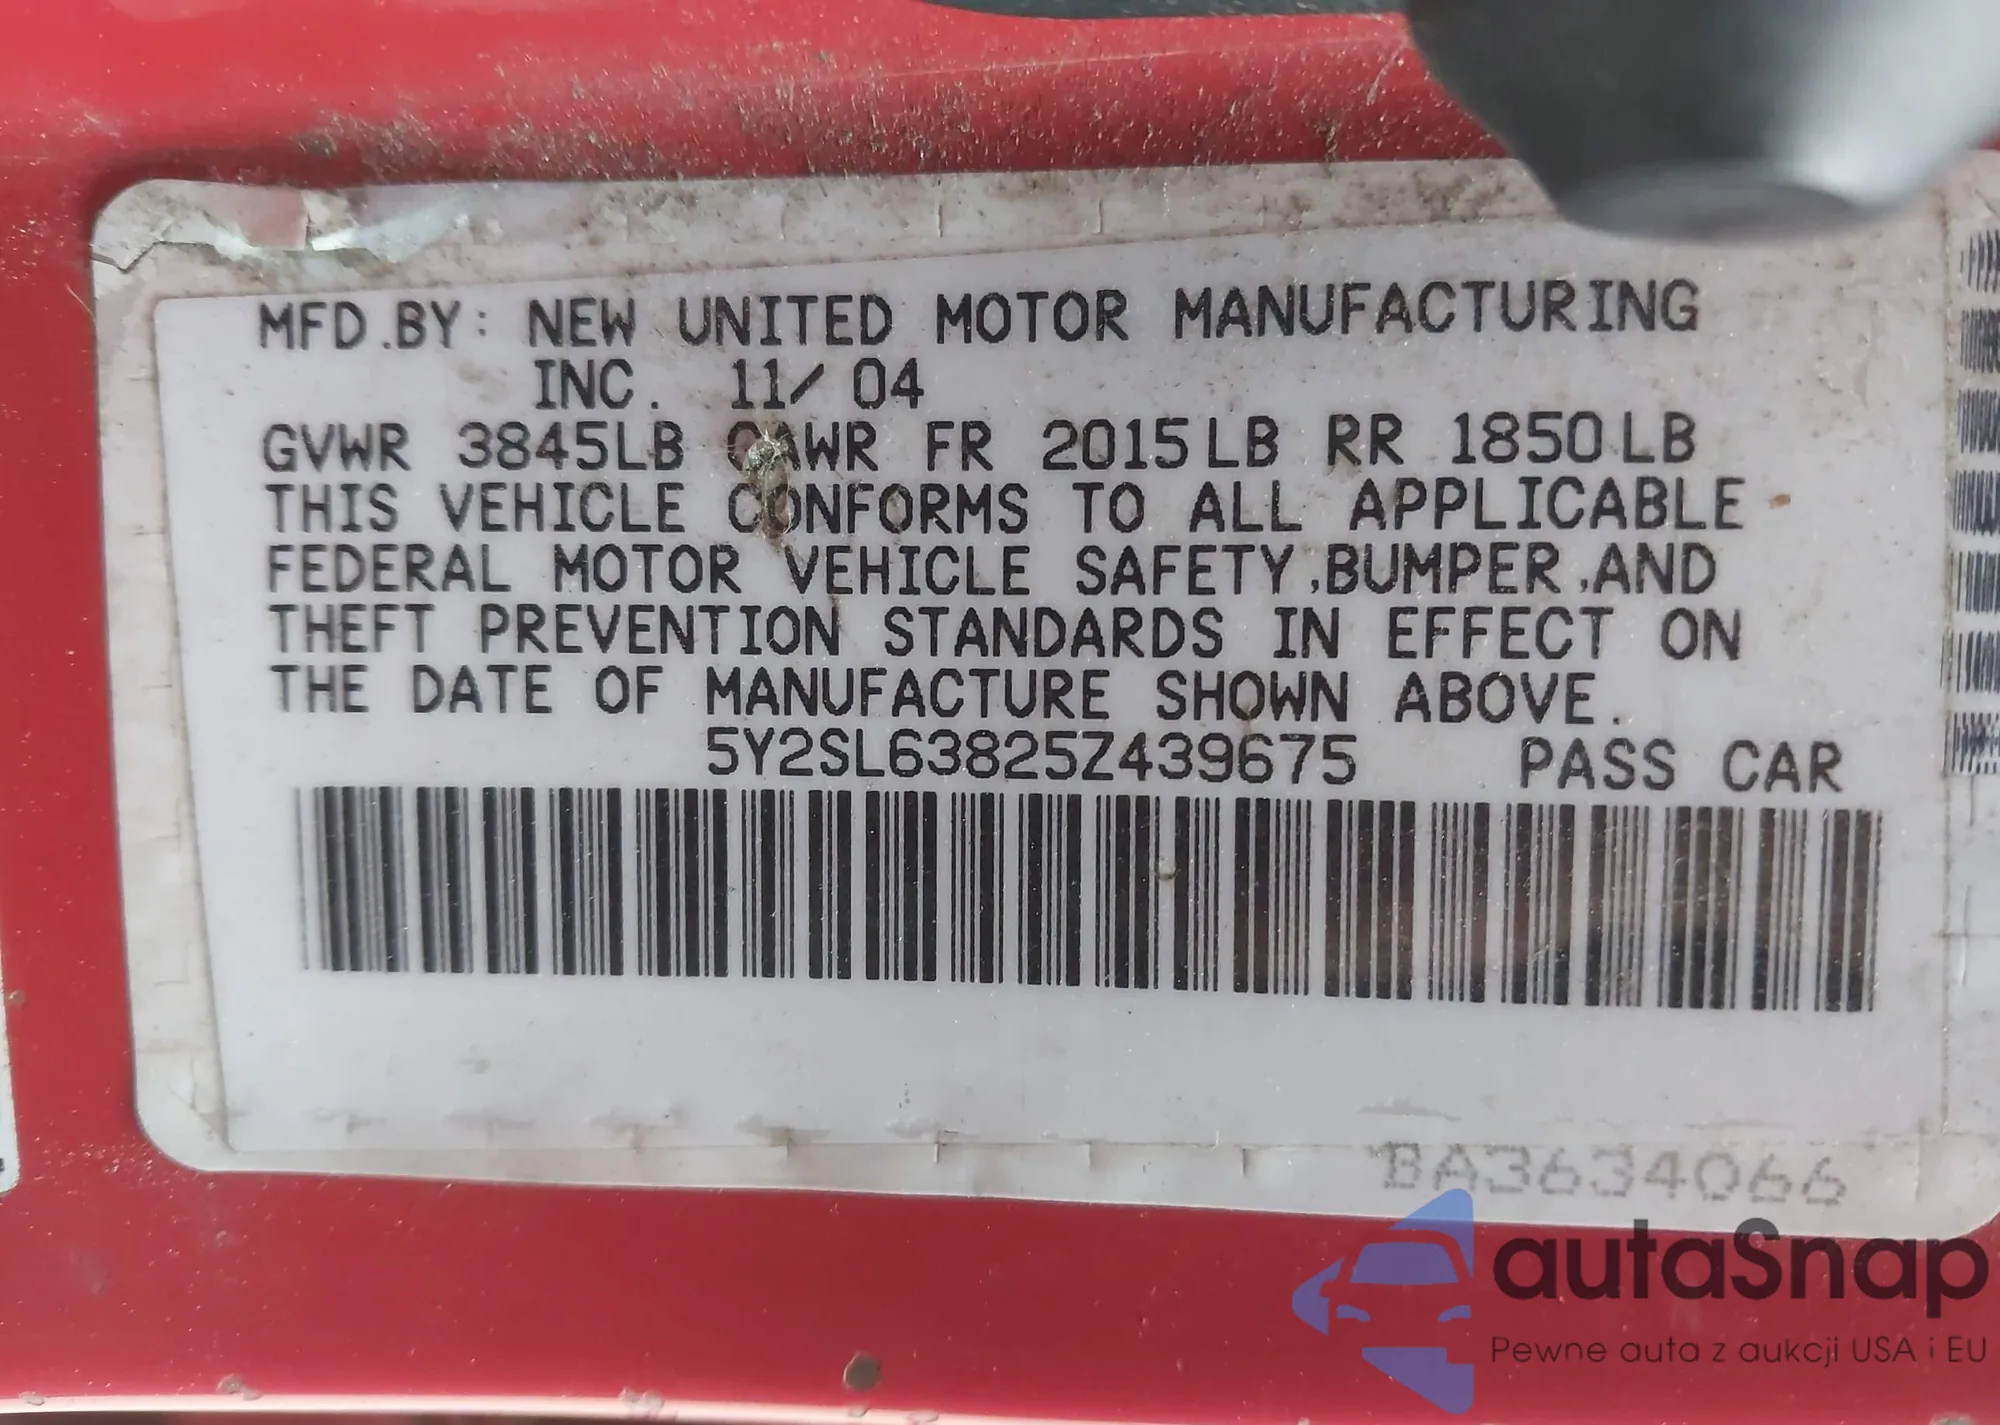 MFD.BY: NEW UNITED MOTOR MANUFACTURING
INC. 11/ 04
GVWR 3845LB GAWR FR 2015LB RR 1850LB
THIS VEHICLE CONFORMS TO ALL APPLICABLE
FEDERAL MOTOR VEHICLE SAFETY,BUMPER,AND
THEFT PREVENTION STANDARDS IN EFFECT ON
THE DATE OF MANUFACTURE SHOWN ABOVE.
5Y2SL63825Z439675 PASS CAR
BA3634066
autaSnap
Pewne auta z aukcji USA i EU